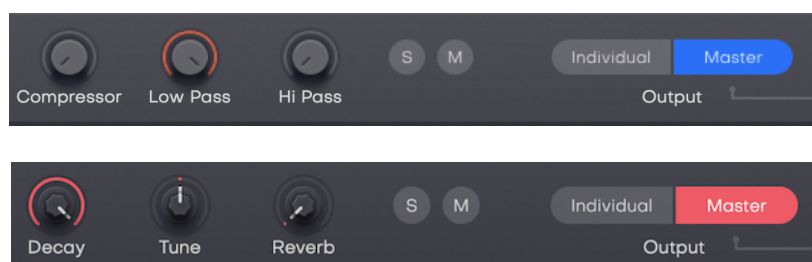 S M Individual Master
Compressor Low Pass Hi Pass Output
S M Individual Master
Decay Tune Reverb Output